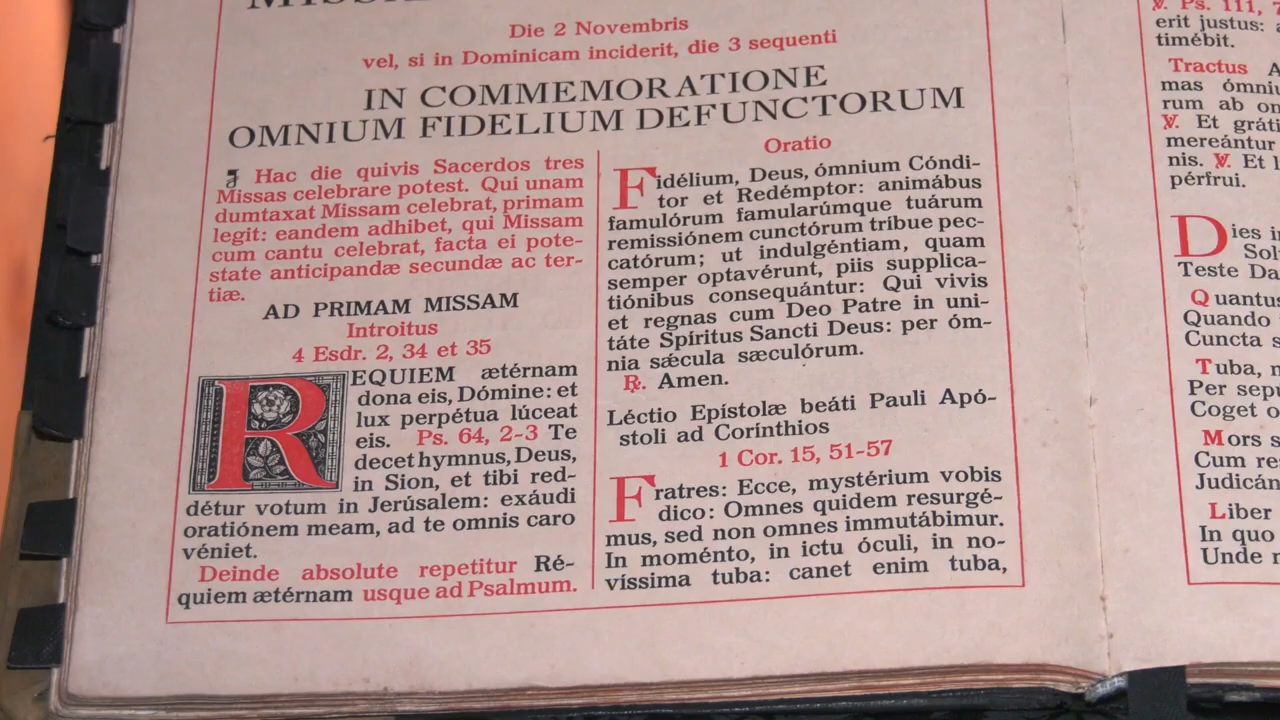 Die 2 Novembris
vel, si in Dominicam inciderit, die 3 sequenti
IN COMMEMORATIONE
OMNIUM FIDELIUM DEFUNCTORUM
¶ Hac die quivis Sacerdos tres
Missas celebrare potest. Qui unam
dumtaxat Missam celebrat, primam
legit: eandem adhibet, qui Missam
cum cantu celebrat, facta ei pote-
state anticipandæ secundæ ac ter-
tiæ.
AD PRIMAM MISSAM
Introitus
4 Esdr. 2, 34 et 35
REQUIEM ætérnam
dona eis, Dómine: et
lux perpétua lúceat
eis. Ps. 64, 2-3 Te
decet hymnus, Deus,
in Sion, et tibi red-
détur votum in Jerúsalem: exáudi
oratiónem meam, ad te omnis caro
véniet.
Deinde absolute repetitur Ré-
quiem ætérnam usque ad Psalmum.
Oratio
Fidélium, Deus, ómnium Cóndi-
tor et Redémptor: animábus
famulórum famularúmque tuárum
remissiónem cunctórum tríbue pec-
catórum; ut indulgéntiam, quam
semper optavérunt, piis supplica-
tiónibus consequántur: Qui vivis
et regnas cum Deo Patre in uni-
táte Spíritus Sancti Deus: per óm-
nia sǽcula sæculórum.
℟. Amen.
Léctio Epístolæ beáti Pauli Apó-
stoli ad Corínthios
1 Cor. 15, 51-57
Fratres: Ecce, mystérium vobis
dico: Omnes quidem resurgé-
mus, sed non omnes immutábimur.
In moménto, in ictu óculi, in no-
víssima tuba: canet enim tuba,
℣. Ps. 111, 7
erit justus:
timébit.
Tractus
mas ómniu
rum ab om
℣. Et gráti
mereántur
nis. ℣. Et l
pérfrui.
Dies i
Sol
Teste Da
Quantus
Quando
Cuncta s
Tuba, m
Per sepu
Coget o
Mors s
Cum re
Judicán
Liber
In quo
Unde